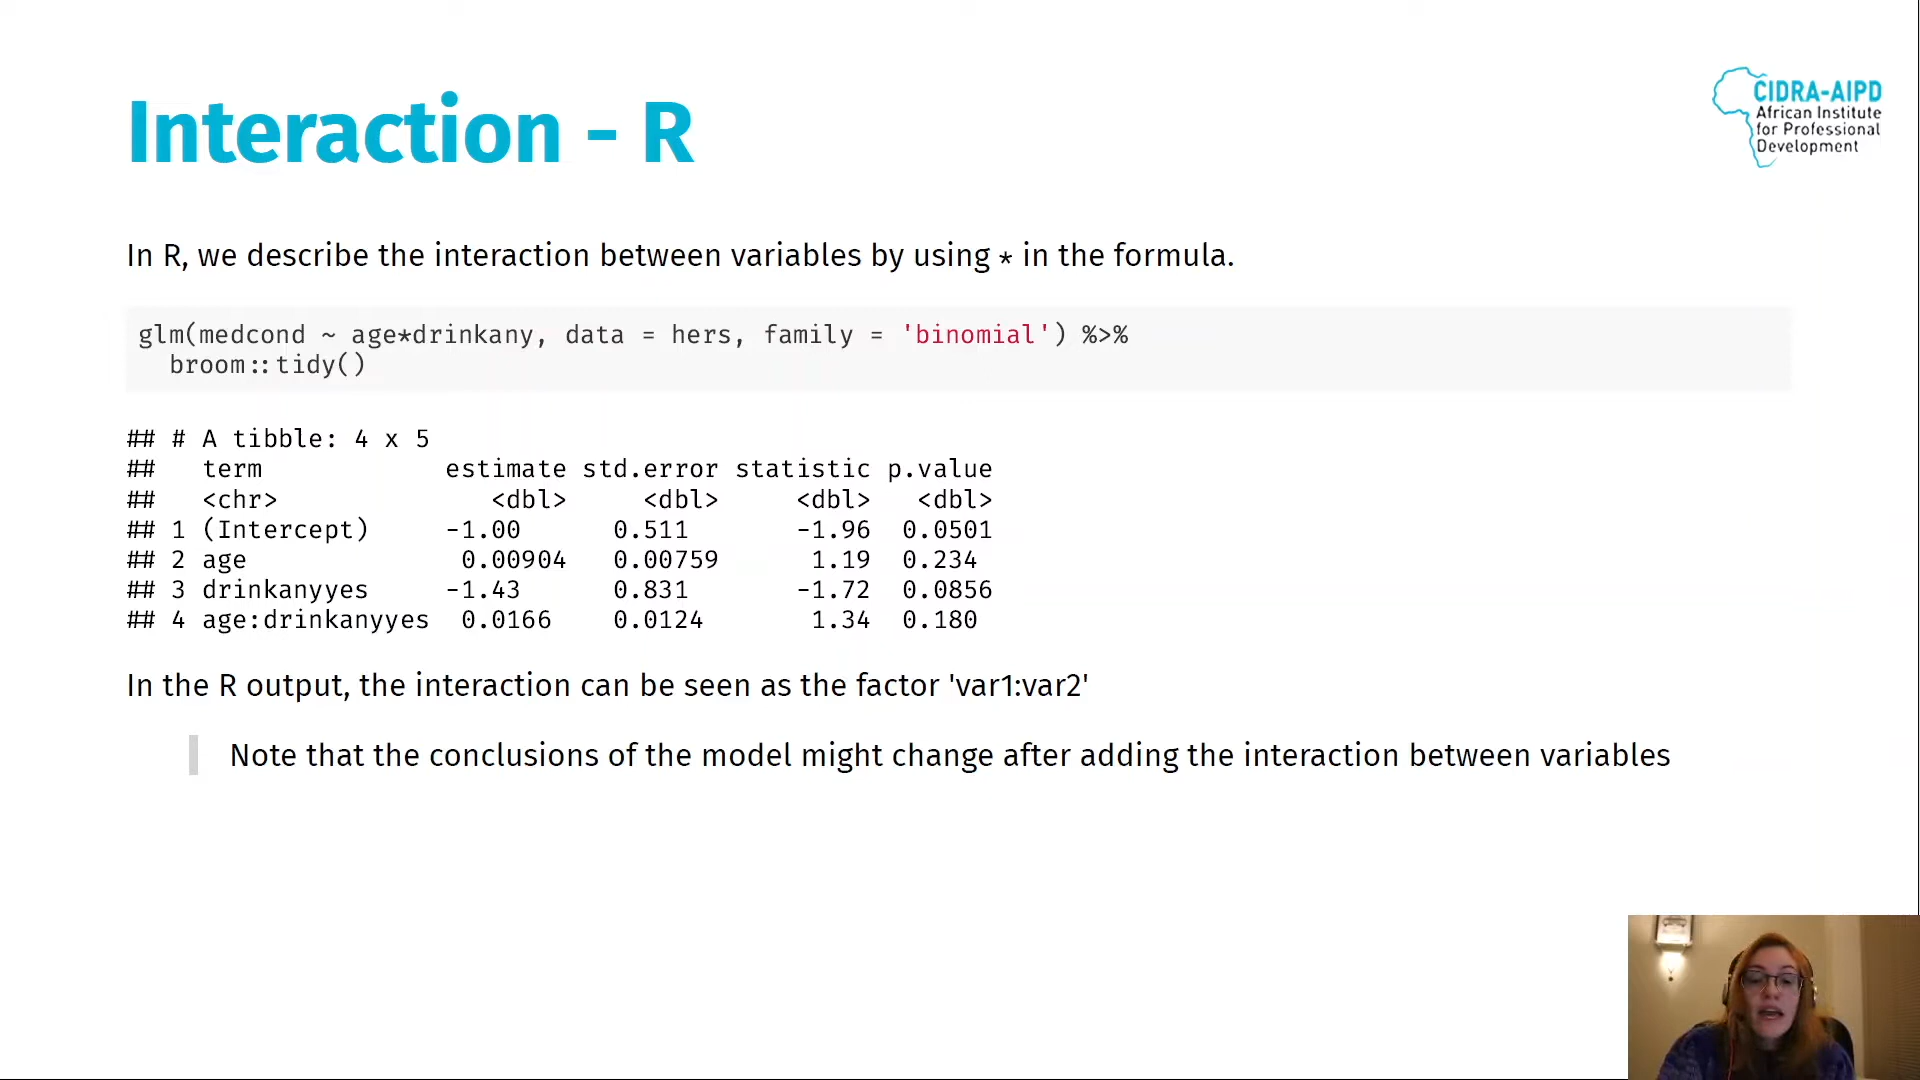 Interaction - R
CIDRA-AIPD
African Institute
for Professional
Development
In R, we describe the interaction between variables by using * in the formula.
glm(medcond ~ age*drinkany, data = hers, family = 'binomial') %>%
  broom::tidy()
## # A tibble: 4 x 5
##   term            estimate std.error statistic p.value
##   <chr>              <dbl>     <dbl>     <dbl>   <dbl>
## 1 (Intercept)     -1.00      0.511       -1.96  0.0501
## 2 age              0.00904   0.00759      1.19  0.234
## 3 drinkanyyes     -1.43      0.831       -1.72  0.0856
## 4 age:drinkanyyes  0.0166    0.0124       1.34  0.180
In the R output, the interaction can be seen as the factor 'var1:var2'
Note that the conclusions of the model might change after adding the interaction between variables